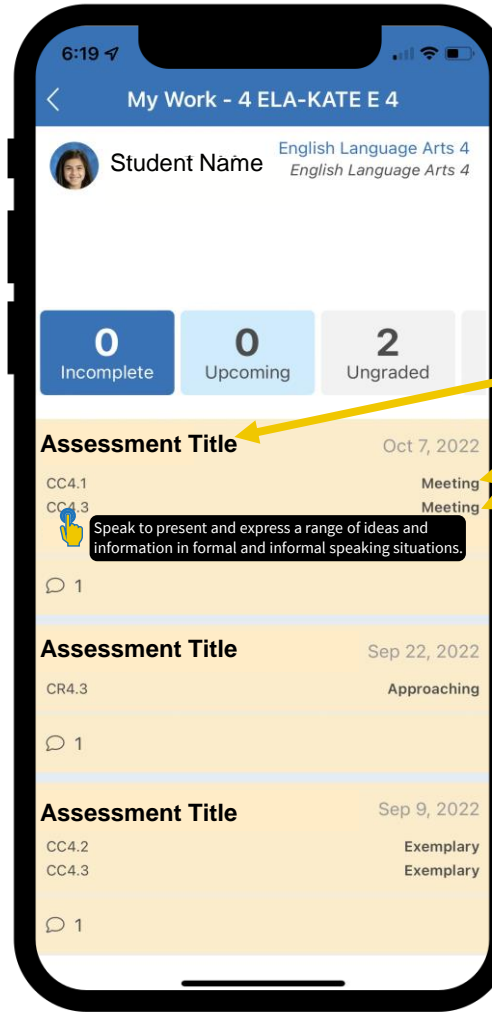 6:19
My Work - 4 ELA-KATE E 4
Student Name
English Language Arts 4
English Language Arts 4
0
Incomplete
0
Upcoming
2
Ungraded
Assessment Title
Oct 7, 2022
CC4.1
Meeting
CC4.3
Meeting
Speak to present and express a range of ideas and
information in formal and informal speaking situations.
1
Assessment Title
Sep 22, 2022
CR4.3
Approaching
1
Assessment Title
Sep 9, 2022
CC4.2
Exemplary
CC4.3
Exemplary
1